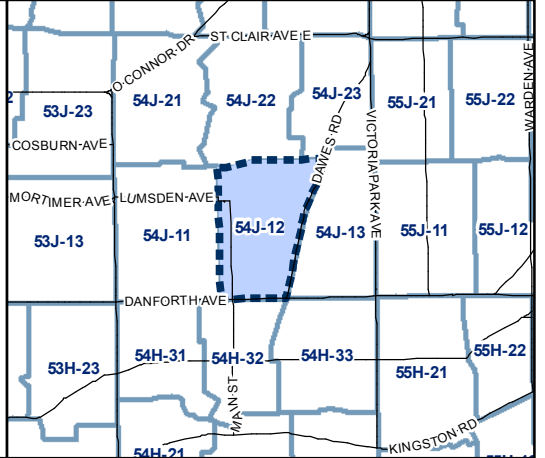 ST CLAIR AVE E
O CONNOR DR
WARDEN AVE
2
53J-23
54J-21
54J-22
54J-23
55J-21
55J-22
COSBURN AVE
DAWES RD
VICTORIA PARK AVE
MORTIMER AVE
LUMSDEN AVE
53J-13
54J-11
54J-12
54J-13
55J-11
55J-12
DANFORTH AVE
53H-23
54H-31
54H-32
54H-33
55H-21
55H-22
MAIN ST
54H-21
KINGSTON RD